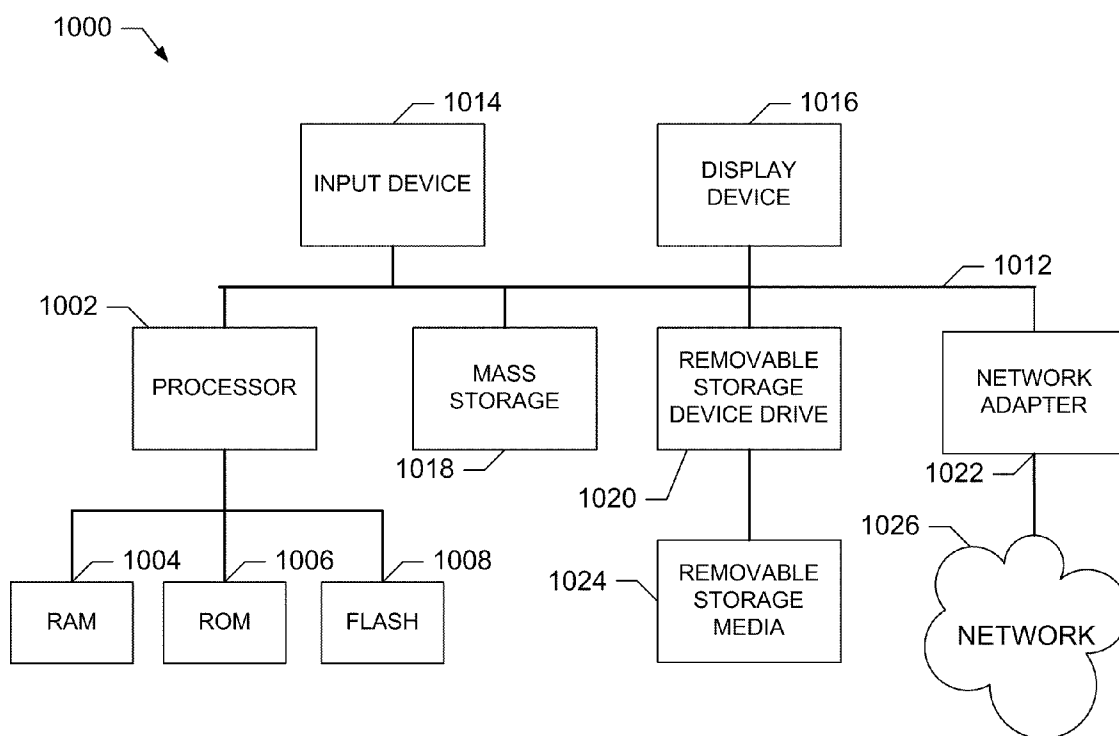 1000
1014
1016
INPUT DEVICE
DISPLAY
DEVICE
1012
1002
PROCESSOR
MASS
STORAGE
REMOVABLE
STORAGE
DEVICE DRIVE
NETWORK
ADAPTER
1018
1020
1022
1026
1004
1006
1008
1024
RAM
ROM
FLASH
REMOVABLE
STORAGE
MEDIA
NETWORK